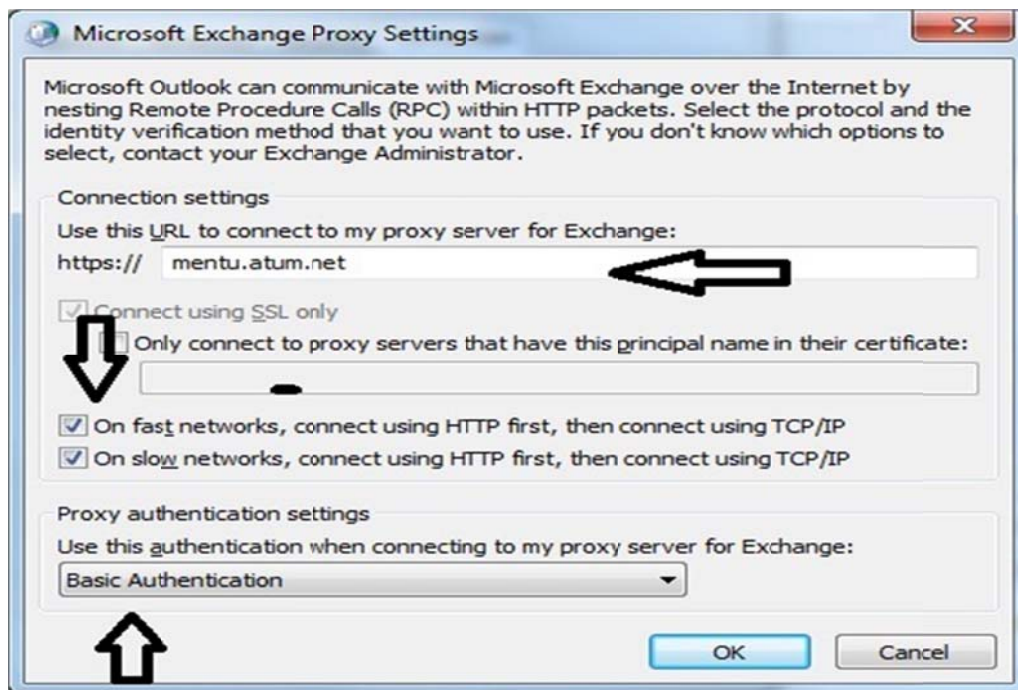 Microsoft Exchange Proxy Settings
Microsoft Outlook can communicate with Microsoft Exchange over the Internet by
nesting Remote Procedure Calls (RPC) within HTTP packets. Select the protocol and the
identity verification method that you want to use. If you don't know which options to
select, contact your Exchange Administrator.
Connection settings
Use this URL to connect to my proxy server for Exchange:
https:// mentu.atum.net
Connect using SSL only
Only connect to proxy servers that have this principal name in their certificate:
On fast networks, connect using HTTP first, then connect using TCP/IP
On slow networks, connect using HTTP first, then connect using TCP/IP
Proxy authentication settings
Use this authentication when connecting to my proxy server for Exchange:
Basic Authentication
OK Cancel